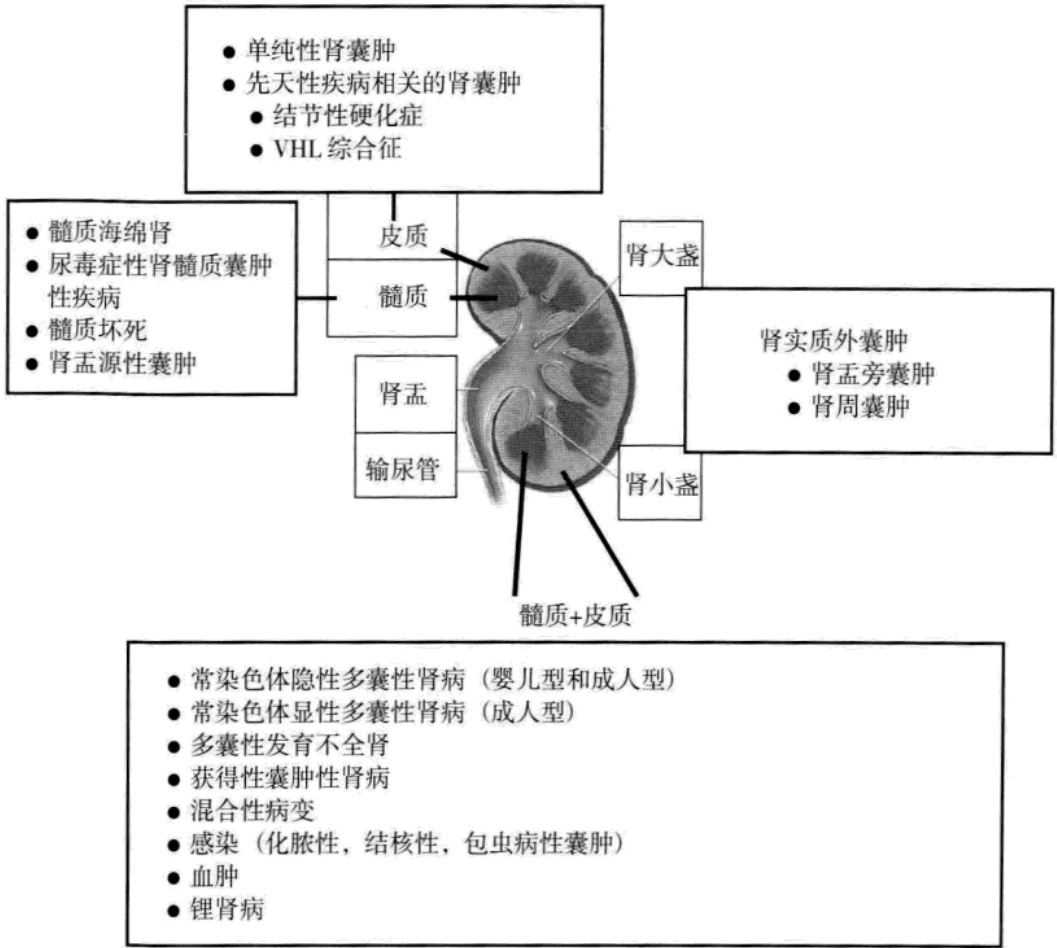 ● 单纯性肾囊肿
● 先天性疾病相关的肾囊肿
● 结节性硬化症
● VHL 综合征
● 髓质海绵肾
● 尿毒症性肾髓质囊肿
性疾病
● 髓质坏死
● 肾盂源性囊肿
皮质
髓质
肾盂
输尿管
肾大盏
肾小盏
肾实质外囊肿
● 肾盂旁囊肿
● 肾周囊肿
髓质+皮质
● 常染色体隐性多囊性肾病（婴儿型和成人型）
● 常染色体显性多囊性肾病（成人型）
● 多囊性发育不全肾
● 获得性囊肿性肾病
● 混合性病变
● 感染（化脓性，结核性，包虫病性囊肿）
● 血肿
● 锂肾病